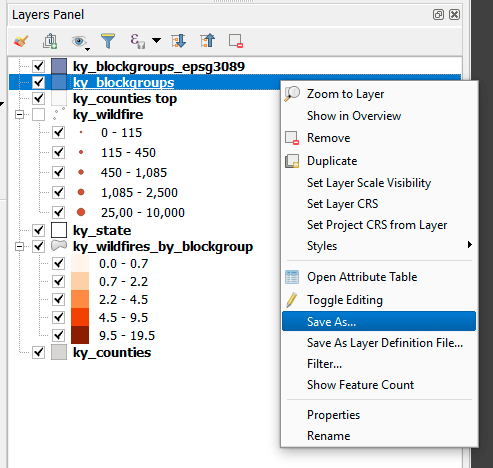 Layers Panel
ky_blockgroups_epsg3089
ky_blockgroups
ky_counties top
ky_wildfire
0 - 115
115 - 450
450 - 1,085
1,085 - 2,500
25,00 - 10,000
ky_state
ky_wildfires_by_blockgroup
0.0 - 0.7
0.7 - 2.2
2.2 - 4.5
4.5 - 9.5
9.5 - 19.5
ky_counties
Zoom to Layer
Show in Overview
Remove
Duplicate
Set Layer Scale Visibility
Set Layer CRS
Set Project CRS from Layer
Styles
Open Attribute Table
Toggle Editing
Save As...
Save As Layer Definition File...
Filter...
Show Feature Count
Properties
Rename